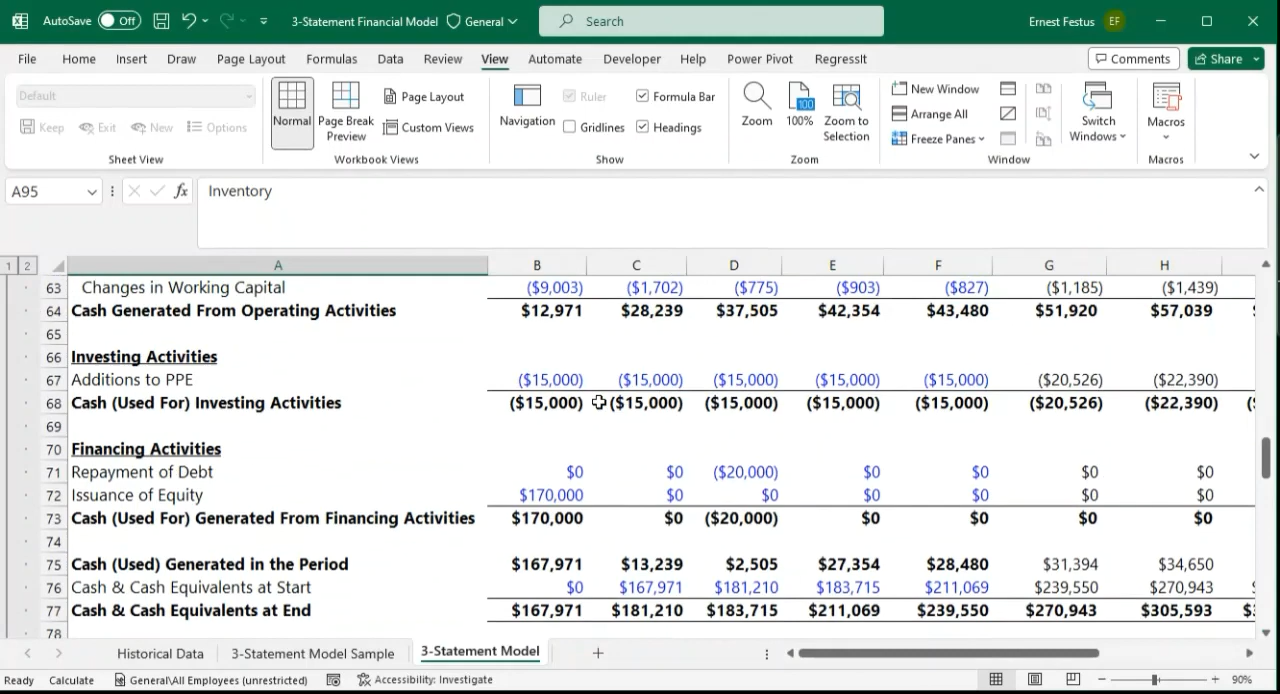 AutoSave Off 3-Statement Financial Model General Search Ernest Festus EF
File Home Insert Draw Page Layout Formulas Data Review View Automate Developer Help Power Pivot RegressIt Comments Share
Default
Keep Exit New Options
Sheet View
Normal
Page Break Preview
Page Layout
Custom Views
Workbook Views
Navigation
Ruler
Gridlines
Formula Bar
Headings
Show
Zoom
100
100%
Zoom to Selection
Zoom
New Window
Arrange All
Freeze Panes
Window
Switch Windows
Macros
Macros
A95 fx Inventory
1 2 A B C D E F G H
63 Changes in Working Capital ($9,003) ($1,702) ($775) ($903) ($827) ($1,185) ($1,439)
64 Cash Generated From Operating Activities $12,971 $28,239 $37,505 $42,354 $43,480 $51,920 $57,039
65
66 Investing Activities
67 Additions to PPE ($15,000) ($15,000) ($15,000) ($15,000) ($15,000) ($20,526) ($22,390)
68 Cash (Used For) Investing Activities ($15,000) ($15,000) ($15,000) ($15,000) ($15,000) ($20,526) ($22,390)
69
70 Financing Activities
71 Repayment of Debt $0 $0 ($20,000) $0 $0 $0 $0
72 Issuance of Equity $170,000 $0 $0 $0 $0 $0 $0
73 Cash (Used For) Generated From Financing Activities $170,000 $0 ($20,000) $0 $0 $0 $0
74
75 Cash (Used) Generated in the Period $167,971 $13,239 $2,505 $27,354 $28,480 $31,394 $34,650
76 Cash & Cash Equivalents at Start $0 $167,971 $181,210 $183,715 $211,069 $239,550 $270,943
77 Cash & Cash Equivalents at End $167,971 $181,210 $183,715 $211,069 $239,550 $270,943 $305,593
78
Historical Data 3-Statement Model Sample 3-Statement Model
Ready Calculate General\All Employees (unrestricted) Accessibility: Investigate 90%